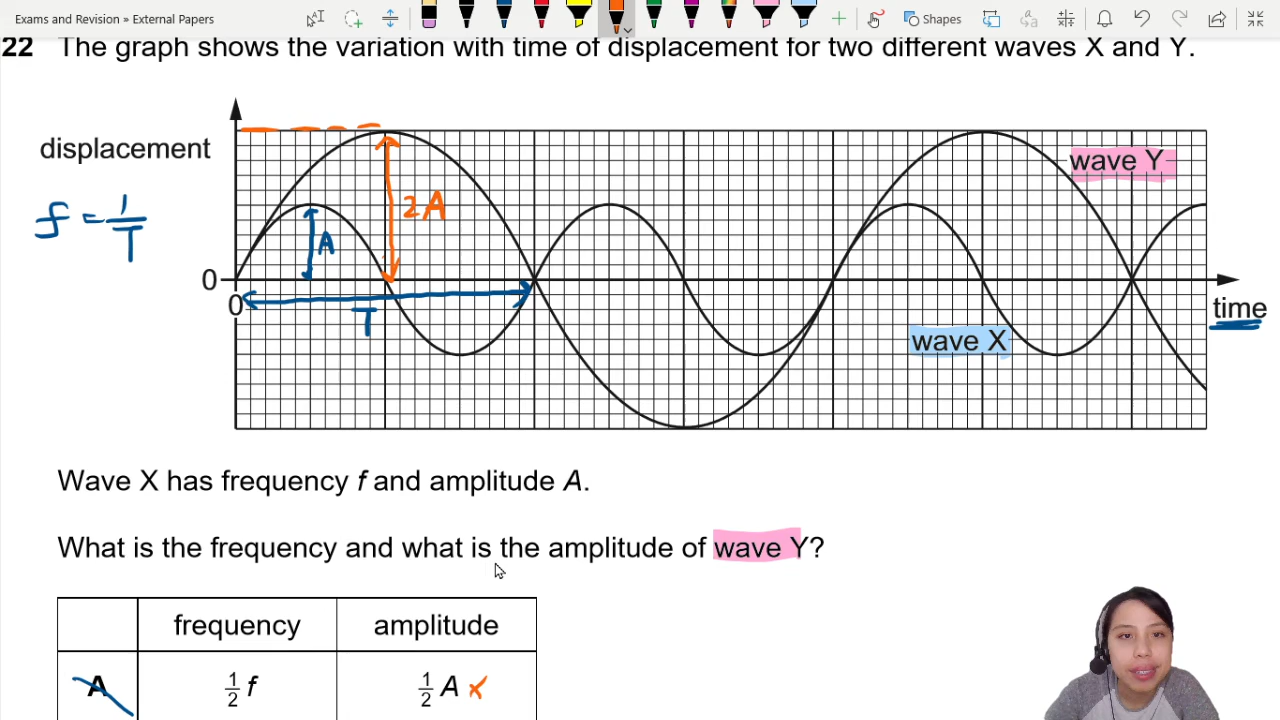 Exams and Revision » External Papers
Shapes
22 The graph shows the variation with time of displacement for two different waves X and Y.
displacement
wave Y
2A
f = 1/T
A
0
0
T
time
wave X
Wave X has frequency f and amplitude A.
What is the frequency and what is the amplitude of wave Y?
frequency amplitude
A 1/2 f 1/2 A x